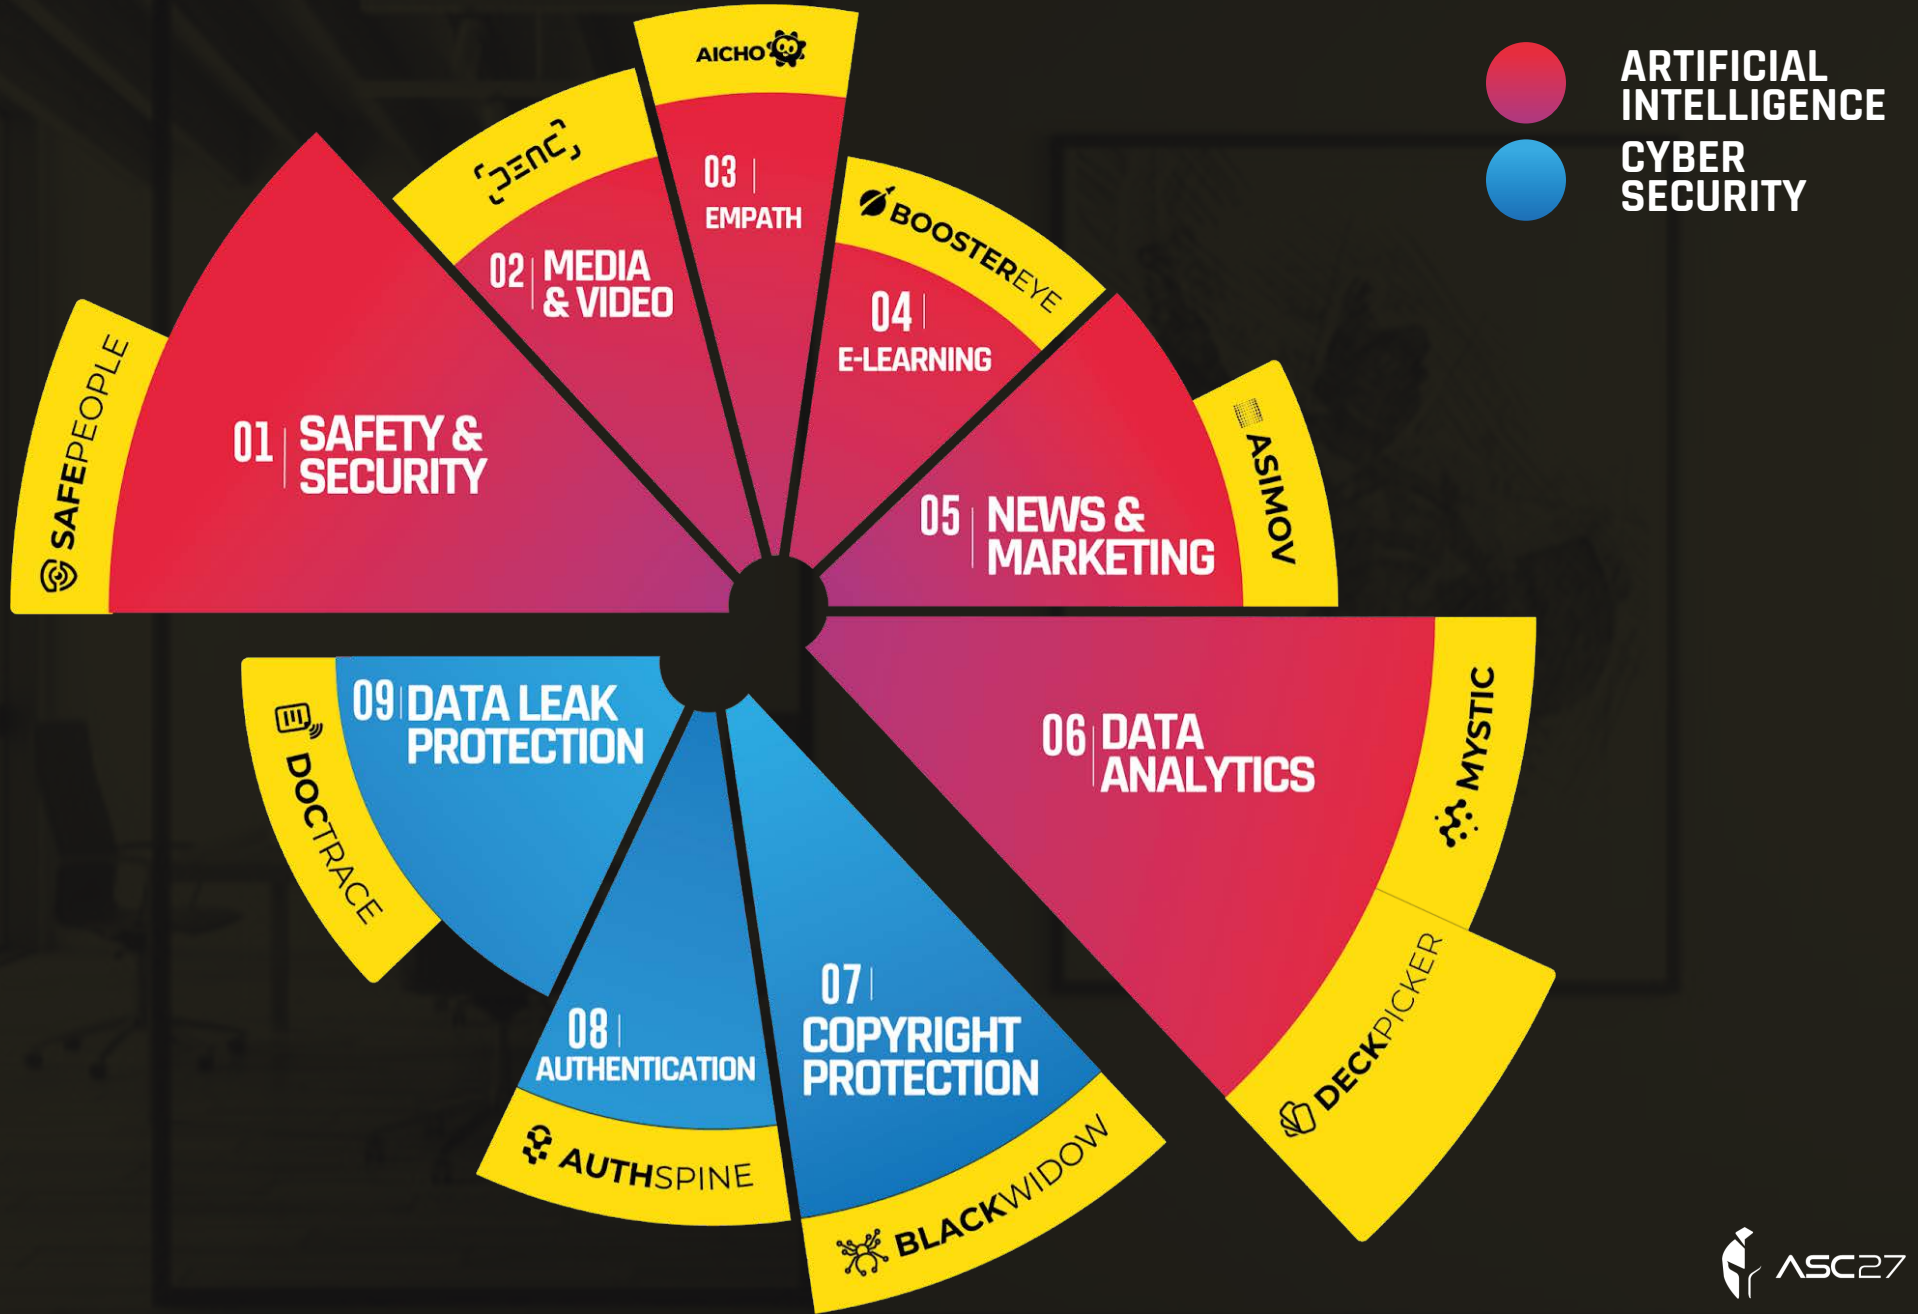 AICHO
ARTIFICIAL
INTELLIGENCE
CYBER
SECURITY
DENC
03
EMPATH
BOOSTEREYE
02 MEDIA
& VIDEO
04
E-LEARNING
SAFEPEOPLE
01 SAFETY &
SECURITY
ASIMOV
05 NEWS &
MARKETING
09 DATA LEAK
PROTECTION
DOCTRACE
06 DATA
ANALYTICS
MYSTIC
DECKPICKER
07
COPYRIGHT
PROTECTION
08
AUTHENTICATION
AUTHSPINE
BLACKWIDOW
ASC27